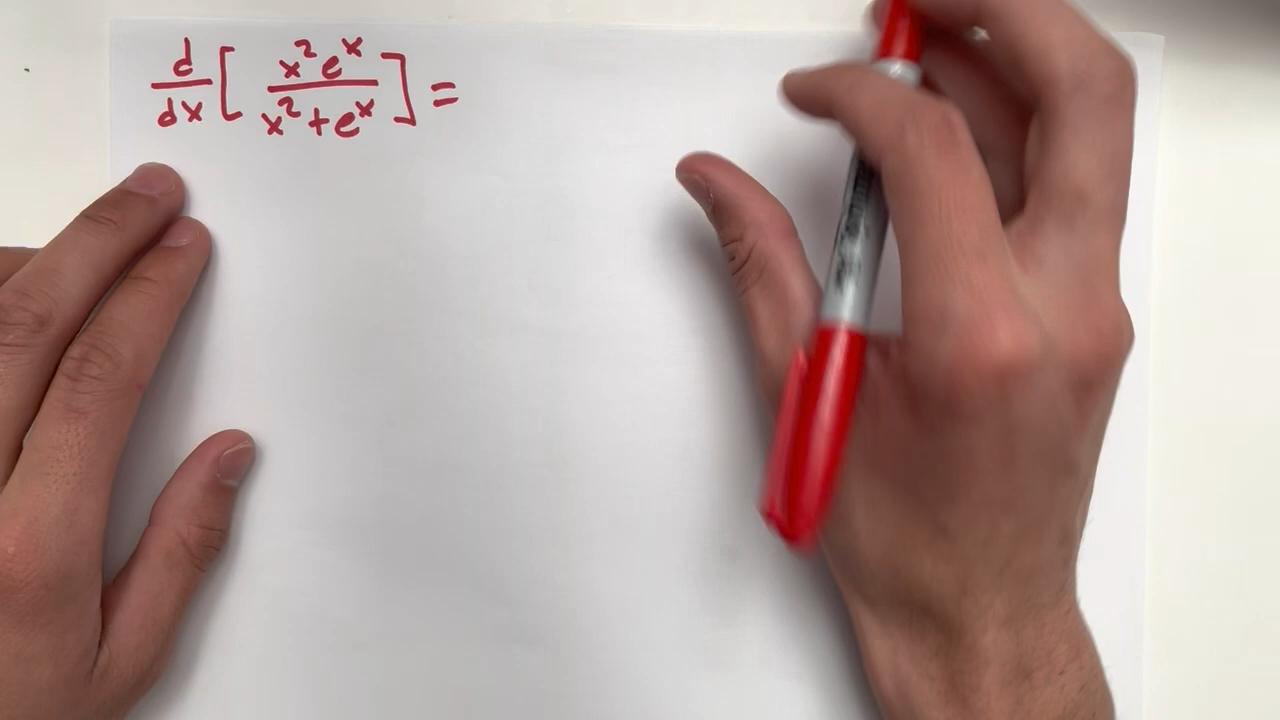 d/dx [ x²eˣ / x²+eˣ ] =